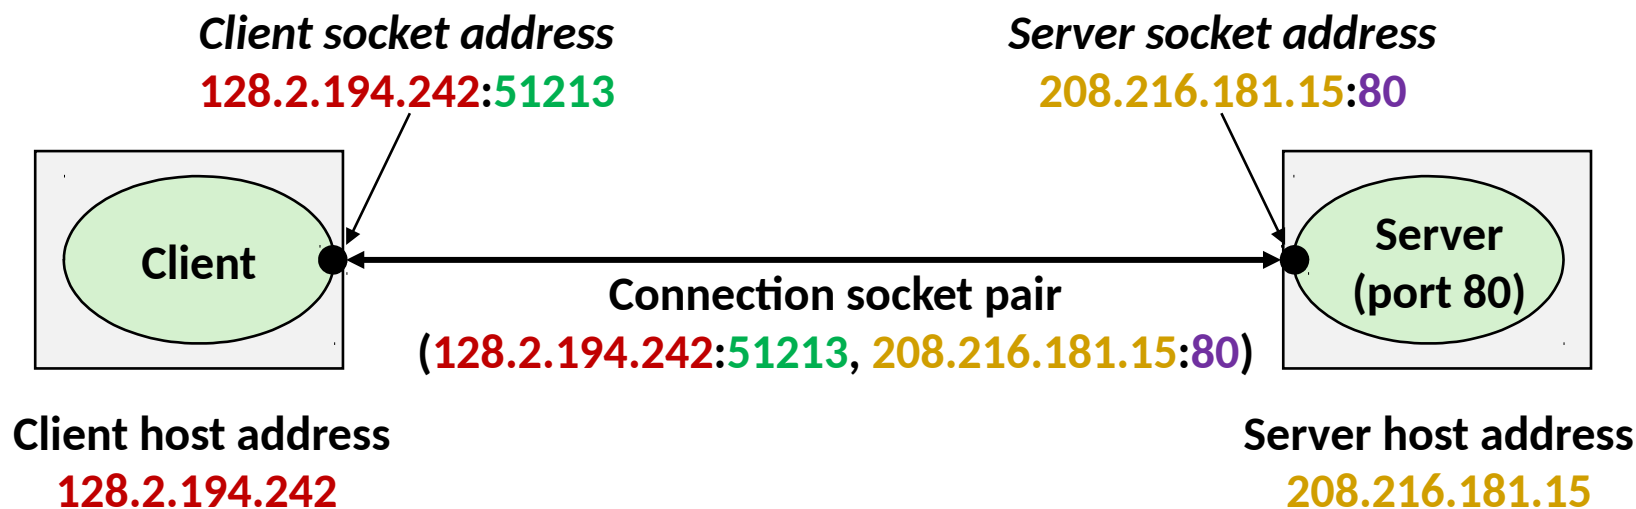 Client socket address
128.2.194.242:51213
Server socket address
208.216.181.15:80
Client
Server
(port 80)
Connection socket pair
(128.2.194.242:51213, 208.216.181.15:80)
Client host address
128.2.194.242
Server host address
208.216.181.15